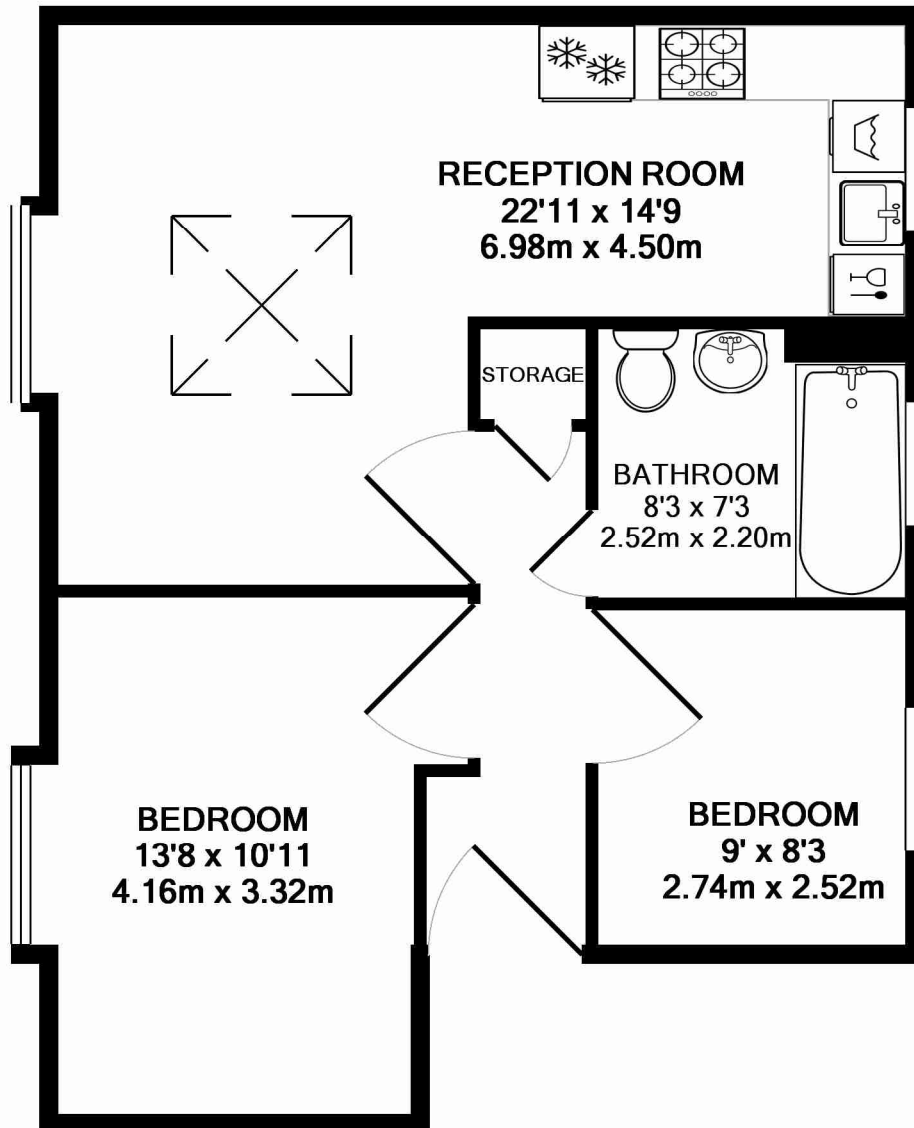 RECEPTION ROOM
22'11 x 14'9
6.98m x 4.50m
STORAGE
BATHROOM
8'3 x 7'3
2.52m x 2.20m
BEDROOM
13'8 x 10'11
4.16m x 3.32m
BEDROOM
9' x 8'3
2.74m x 2.52m